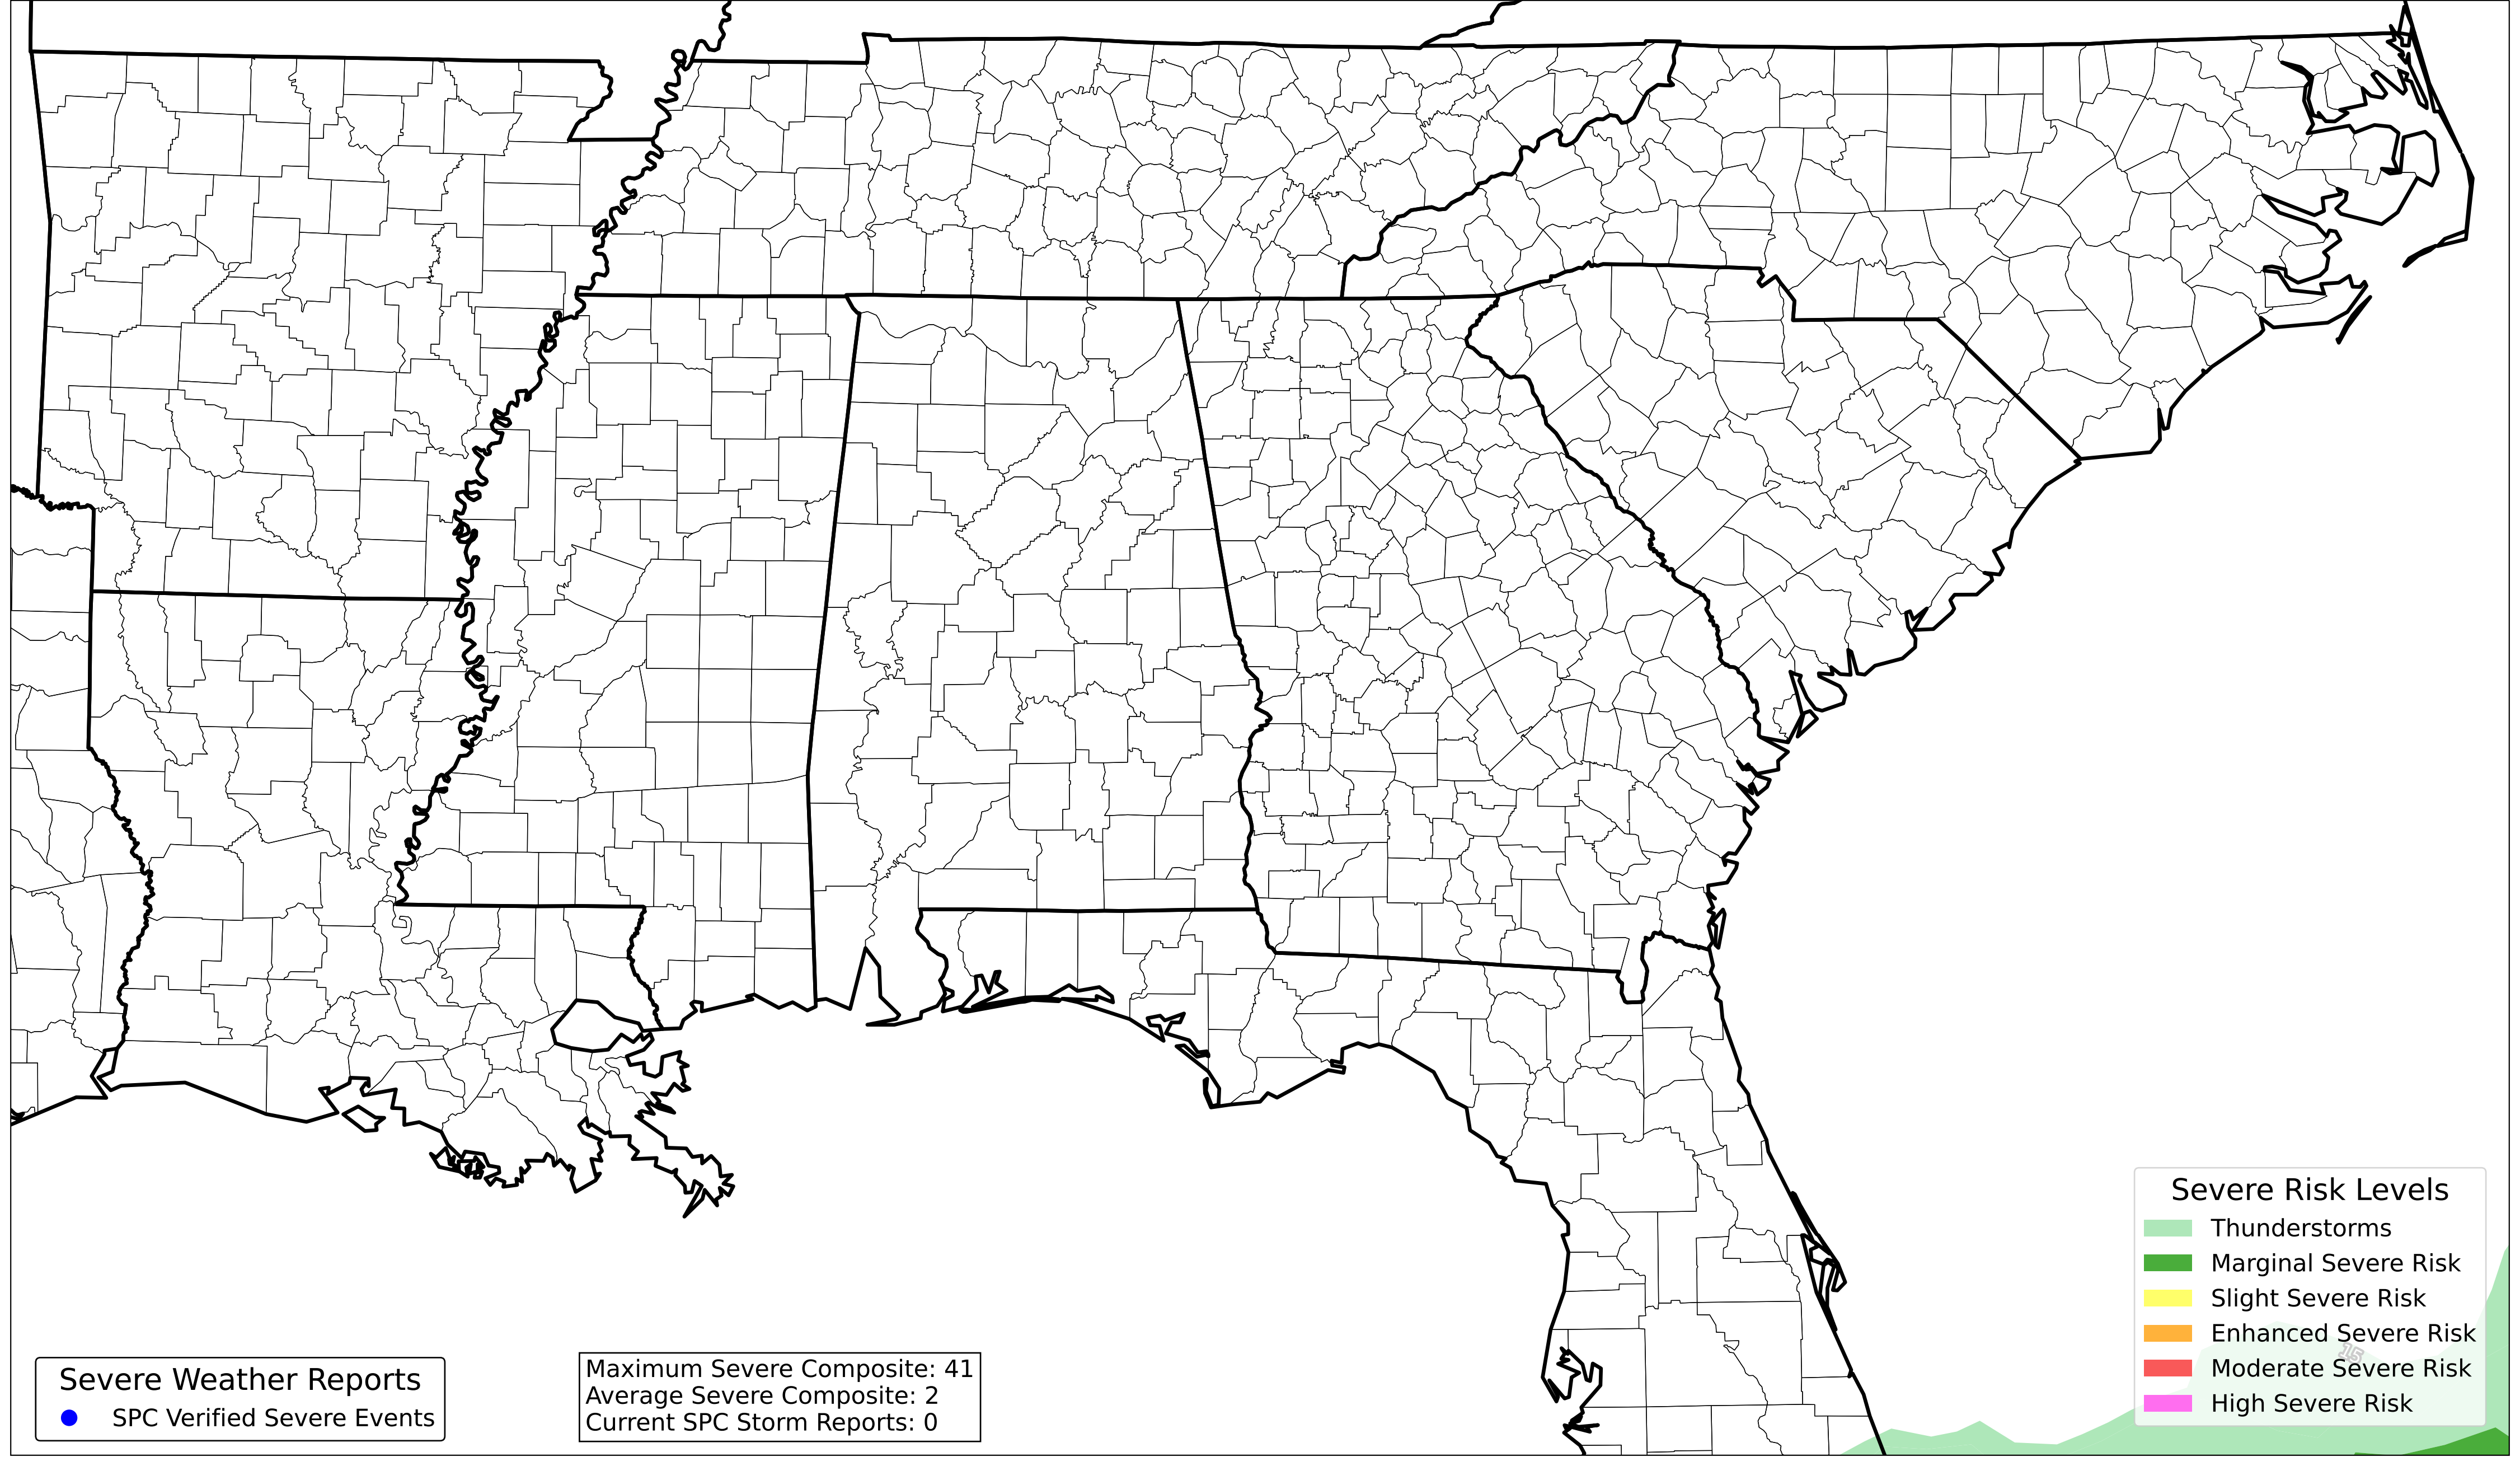 Severe Risk Levels
Thunderstorms
Marginal Severe Risk
Slight Severe Risk
Enhanced Severe Risk
15
Moderate Severe Risk
High Severe Risk
Severe Weather Reports
SPC Verified Severe Events
Maximum Severe Composite: 41
Average Severe Composite: 2
Current SPC Storm Reports: 0